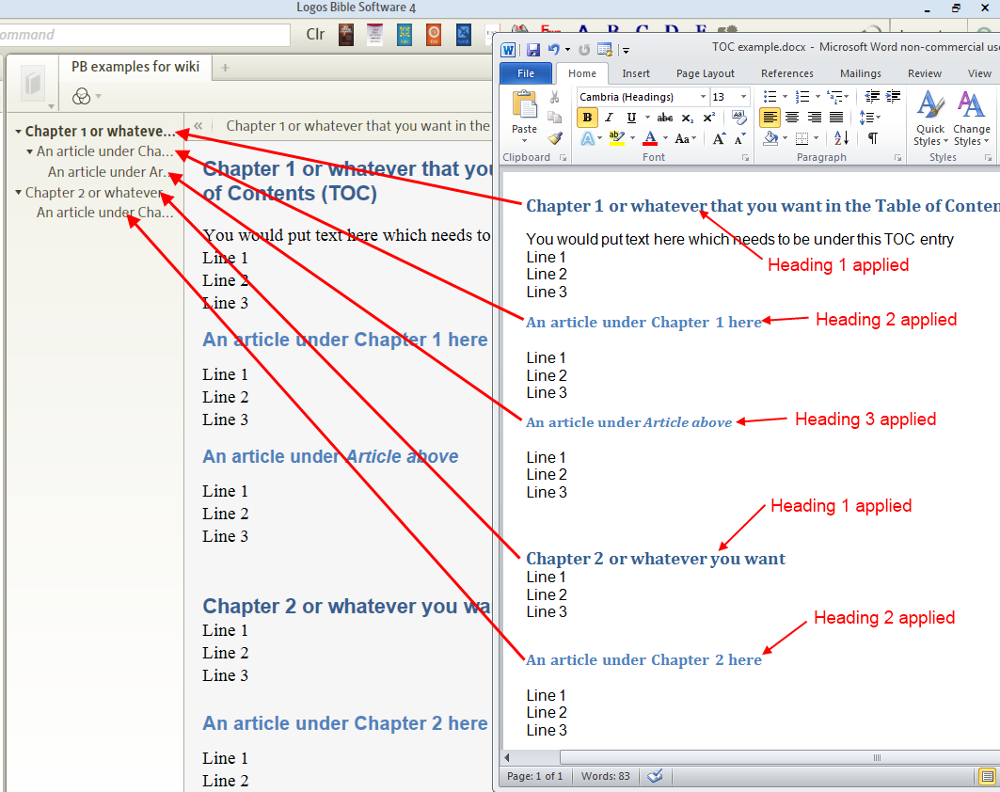 Logos Bible Software 4
ommand
Clr
PB examples for wiki
+
Chapter 1 or whateve...
An article under Cha...
An article under Ar...
Chapter 2 or whatever
An article under Cha...
« Chapter 1 or whatever that you want in the
Chapter 1 or whatever that you
of Contents (TOC)
You would put text here which needs to
Line 1
Line 2
Line 3
An article under Chapter 1 here
Line 1
Line 2
Line 3
An article under Article above
Line 1
Line 2
Line 3
Chapter 2 or whatever you wa
Line 1
Line 2
Line 3
An article under Chapter 2 here
Line 1
Line 2
TOC example.docx - Microsoft Word non-commercial use
File Home Insert Page Layout References Mailings Review View
Paste
Cambria (Headings) 13
B I U abc x₂ x²
A ab A Aa A A
Quick Styles
Change Styles
Clipboard Font Paragraph Styles
Chapter 1 or whatever that you want in the Table of Conten
You would put text here which needs to be under this TOC entry
Line 1
Heading 1 applied
Line 2
Line 3
An article under Chapter 1 here
Heading 2 applied
Line 1
Line 2
Line 3
An article under Article above
Heading 3 applied
Line 1
Line 2
Line 3
Heading 1 applied
Chapter 2 or whatever you want
Line 1
Line 2
Line 3
Heading 2 applied
An article under Chapter 2 here
Line 1
Line 2
Line 3
Page: 1 of 1 Words: 83